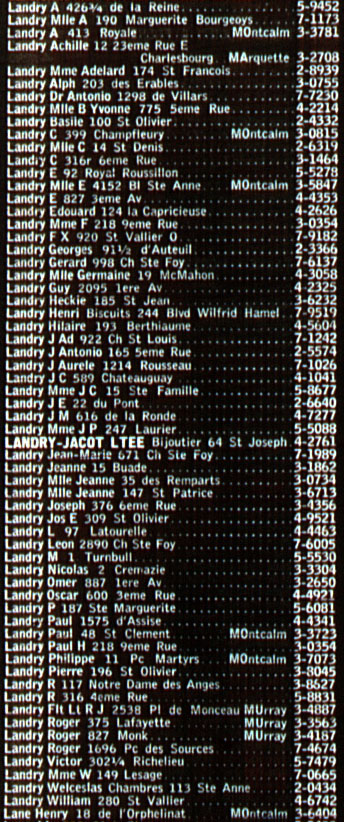 Landry A 426¾ de la Reine 5-9452
Landry Mlle A 190 Marguerite Bourgeoys 7-1173
Landry A 413 Royale MOntcalm 3-3781
Landry Achille 12 23eme Rue E
Charlesbourg MArquette 3-2708
Landry Mme Adelard 174 St Francois 2-8939
Landry Alph 203 des Erables 3-0755
Landry Dr Antonio 1298 de Villars 7-7250
Landry Mlle B Yvonne 775 5eme Rue 4-2214
Landry Basile 100 St Olivier 2-4332
Landry C 399 Champfleury MOntcalm 3-0815
Landry Mlle C 14 St Denis 2-6319
Landry C 316r 6eme Rue 3-1464
Landry E 92 Royal Roussillon 5-5278
Landry Mlle E 4152 Bl Ste Anne MOntcalm 3-5847
Landry E 827 3eme Av 4-4353
Landry Edouard 124 la Capricieuse 4-2626
Landry Mme F 218 9eme Rue 3-0354
Landry F X 920 St Vallier O 7-9182
Landry Georges 91½ d'Auteuil 2-3366
Landry Gerard 998 Ch Ste Foy 7-6137
Landry Mlle Germaine 19 McMahon 4-3058
Landry Guy 2095 1ere Av 4-2325
Landry Heckie 185 St Jean 3-6232
Landry Henri Biscuits 244 Blvd Wilfrid Hamel 7-9519
Landry Hilaire 193 Berthiaume 4-5604
Landry J Ad 922 Ch St Louis 7-1242
Landry J Antonio 165 5eme Rue 2-5574
Landry J Aurele 1214 Rousseau 7-1026
Landry J C 589 Chateauguay 4-1041
Landry Mme J C 15 Ste Famille 5-8677
Landry J E 22 du Pont 2-6640
Landry J M 616 de la Ronde 4-7277
Landry Mme J P 247 Laurier 5-5088
LANDRY-JACOT LTEE Bijoutier 64 St Joseph 4-2761
Landry Jean-Marie 671 Ch Ste Foy 7-1989
Landry Jeanne 15 Buade 3-1862
Landry Mlle Jeanne 35 des Remparts 3-0734
Landry Mlle Jeanne 147 St Patrice 3-6713
Landry Joseph 376 6eme Rue 3-4356
Landry Jos E 309 St Olivier 4-9521
Landry L 97 Latourelle 4-4463
Landry Leon 2890 Ch Ste Foy 7-6005
Landry M 1 Turnbull 5-5530
Landry Nicolas 2 Cremazie 3-3304
Landry Omer 887 1ere Av 3-2650
Landry Oscar 600 3eme Rue 4-4921
Landry P 187 Ste Marguerite 5-6081
Landry Paul 1575 d'Assise 4-4341
Landry Paul 48 St Clement MOntcalm 3-3723
Landry Paul H 218 9eme Rue 3-0354
Landry Philippe 11 Pc Martyrs MOntcalm 3-7073
Landry Pierre 196 St Olivier 3-8045
Landry R 117 Notre Dame des Anges 3-8627
Landry R 316 4eme Rue 5-8831
Landry Flt Lt R J 2538 Pl de Monceau MUrray 3-4887
Landry Roger 375 Lafayette MUrray 3-3563
Landry Roger 827 Monk MUrray 3-4187
Landry Roger 1696 Pc des Sources 7-4674
Landry Victor 302¼ Richelieu 5-7479
Landry Mme W 149 Lesage 7-0665
Landry Welceslas Chambres 113 Ste Anne 2-0434
Landry William 280 St Vallier 4-6742
Lane Henry 18 de l'Orphelinat MOntcalm 3-6404